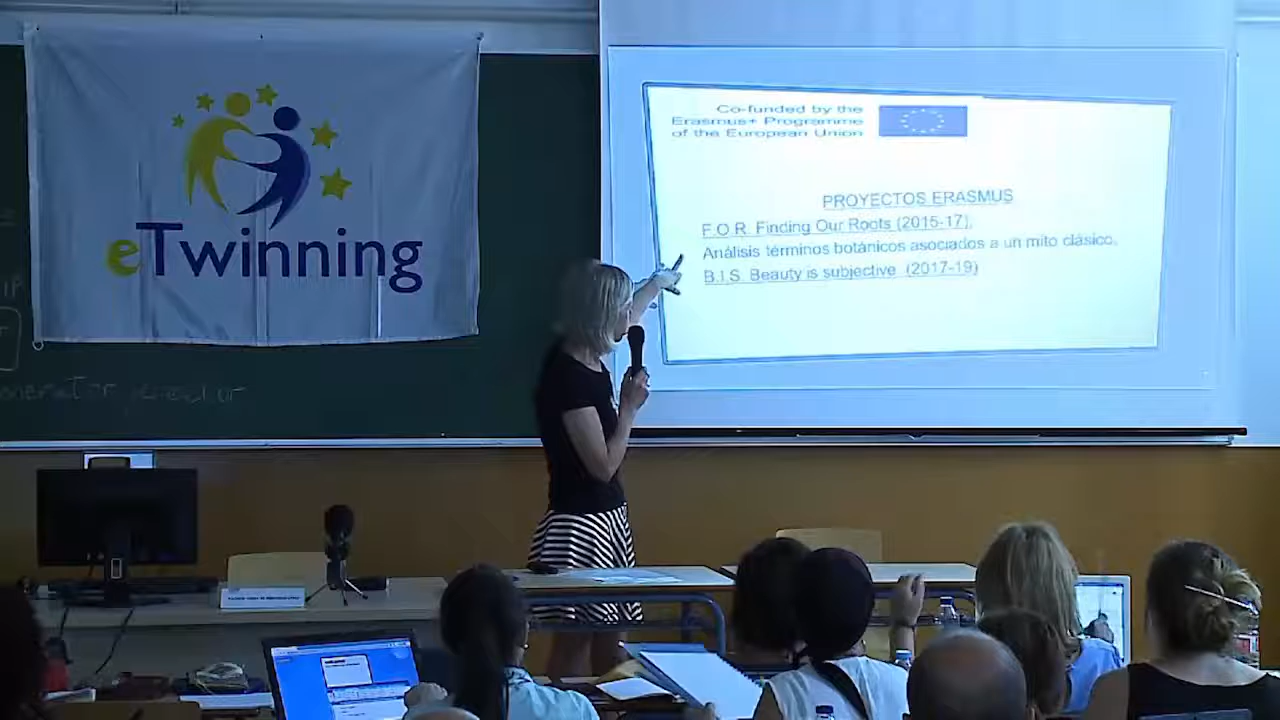 eTwinning
Co-funded by the
Erasmus+ Programme
of the European Union
PROYECTOS ERASMUS
F.O.R. Finding Our Roots (2015-17),
Análisis términos botánicos asociados a un mito clásico.
B.I.S. Beauty is subjective (2017-19)